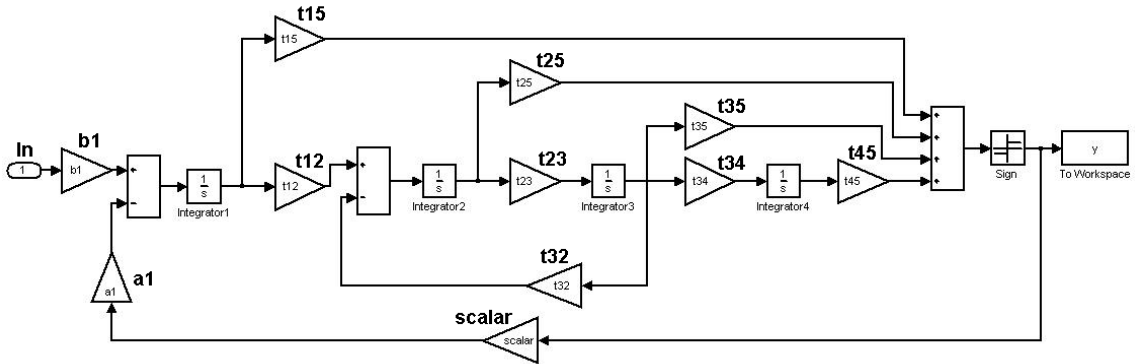 t15
t15
t25
t25
t35
t35
In
1
b1
b1
t12
t12
t23
t23
t34
t34
t45
t45
1
s
Integrator1
1
s
Integrator2
1
s
Integrator3
1
s
Integrator4
+
-
+
-
+
+
+
+
Sign
y
To Workspace
t32
t32
a1
a1
scalar
scalar